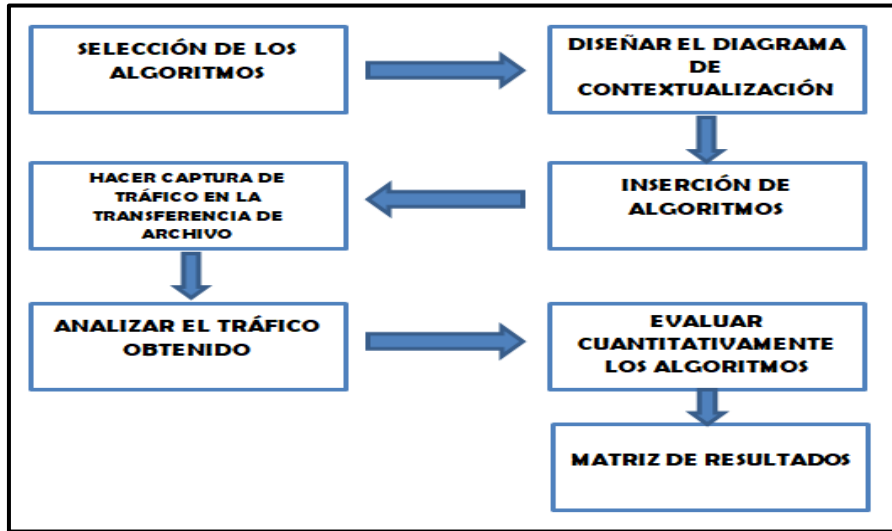 SELECCIÓN DE LOS
ALGORITMOS
DISEÑAR EL DIAGRAMA
DE
CONTEXTUALIZACIÓN
INSERCIÓN DE
ALGORITMOS
HACER CAPTURA DE
TRÁFICO EN LA
TRANSFERENCIA DE
ARCHIVO
ANALIZAR EL TRÁFICO
OBTENIDO
EVALUAR
CUANTITATIVAMENTE
LOS ALGORITMOS
MATRIZ DE RESULTADOS